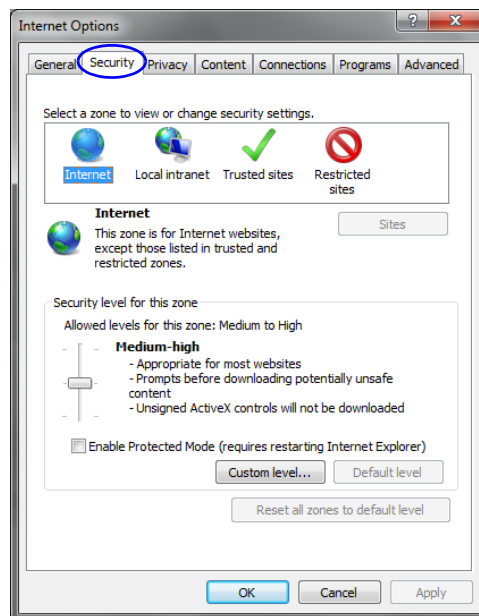 Internet Options
General Security Privacy Content Connections Programs Advanced
Select a zone to view or change security settings.
Internet Local intranet Trusted sites Restricted
sites
Internet
Sites
This zone is for Internet websites,
except those listed in trusted and
restricted zones.
Security level for this zone
Allowed levels for this zone: Medium to High
Medium-high
- Appropriate for most websites
- Prompts before downloading potentially unsafe
content
- Unsigned ActiveX controls will not be downloaded
Enable Protected Mode (requires restarting Internet Explorer)
Custom level... Default level
Reset all zones to default level
OK Cancel Apply